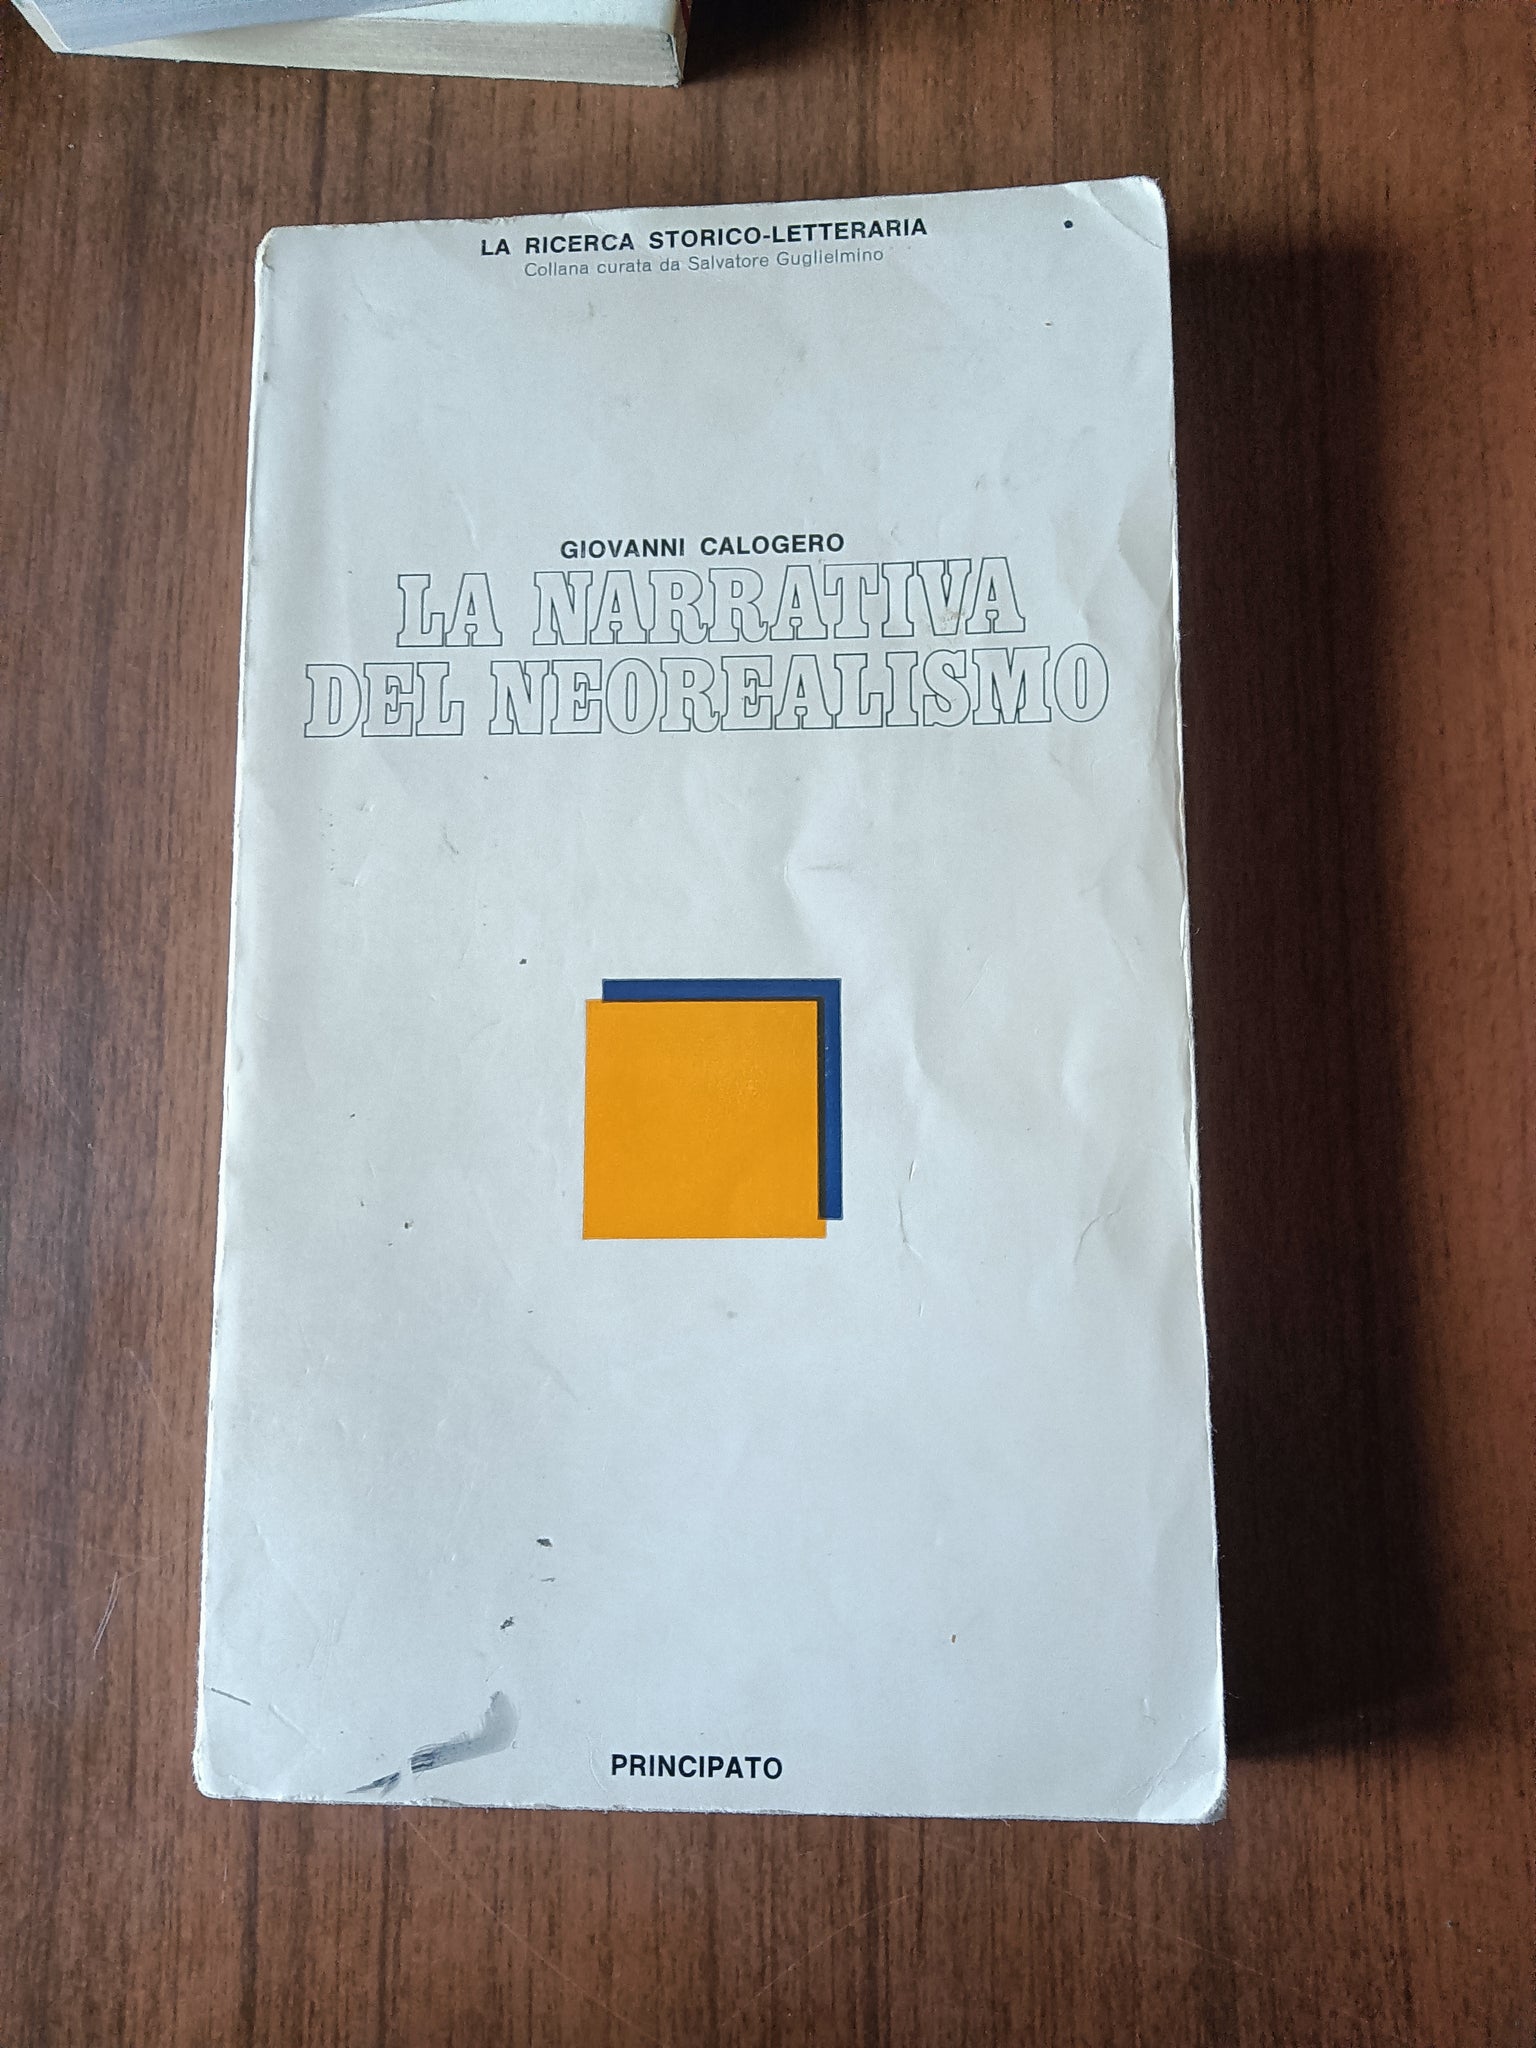 LA RICERCA STORICO-LETTERARIA
Collana curata da Salvatore Guglielmino
GIOVANNI CALOGERO
LA NARRATIVA
DEL NEOREALISMO
PRINCIPATO